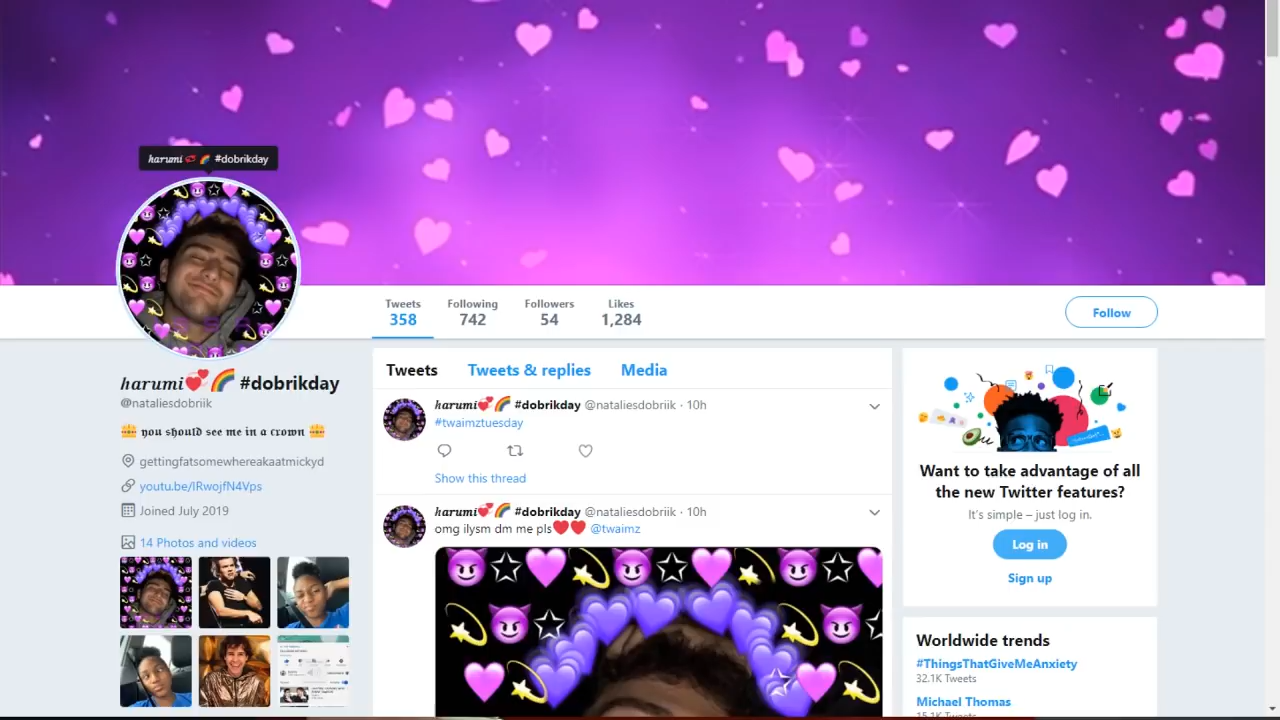 harumi💞🌈 #dobrikday
Tweets
358
Following
742
Followers
54
Likes
1,284
Follow
harumi💞🌈 #dobrikday
@nataliesdobriik
👑 𝖞𝖔𝖚 𝖘𝖍𝖔𝖚𝖑𝖉 𝖘𝖊𝖊 𝖒𝖊 𝖎𝖓 𝖆 𝖈𝖗𝖔𝖜𝖓 👑
gettingfatsomewhereakaatmickyd
youtu.be/lRwojfN4Vps
Joined July 2019
14 Photos and videos
Tweets Tweets & replies Media
harumi💞🌈 #dobrikday @nataliesdobriik · 10h
#twaimztuesday
Show this thread
harumi💞🌈 #dobrikday @nataliesdobriik · 10h
omg ilysm dm me pls❤️❤️ @twaimz
Want to take advantage of all
the new Twitter features?
It's simple – just log in.
Log in
Sign up
Worldwide trends
#ThingsThatGiveMeAnxiety
32.1K Tweets
Michael Thomas
15.1K Tweets